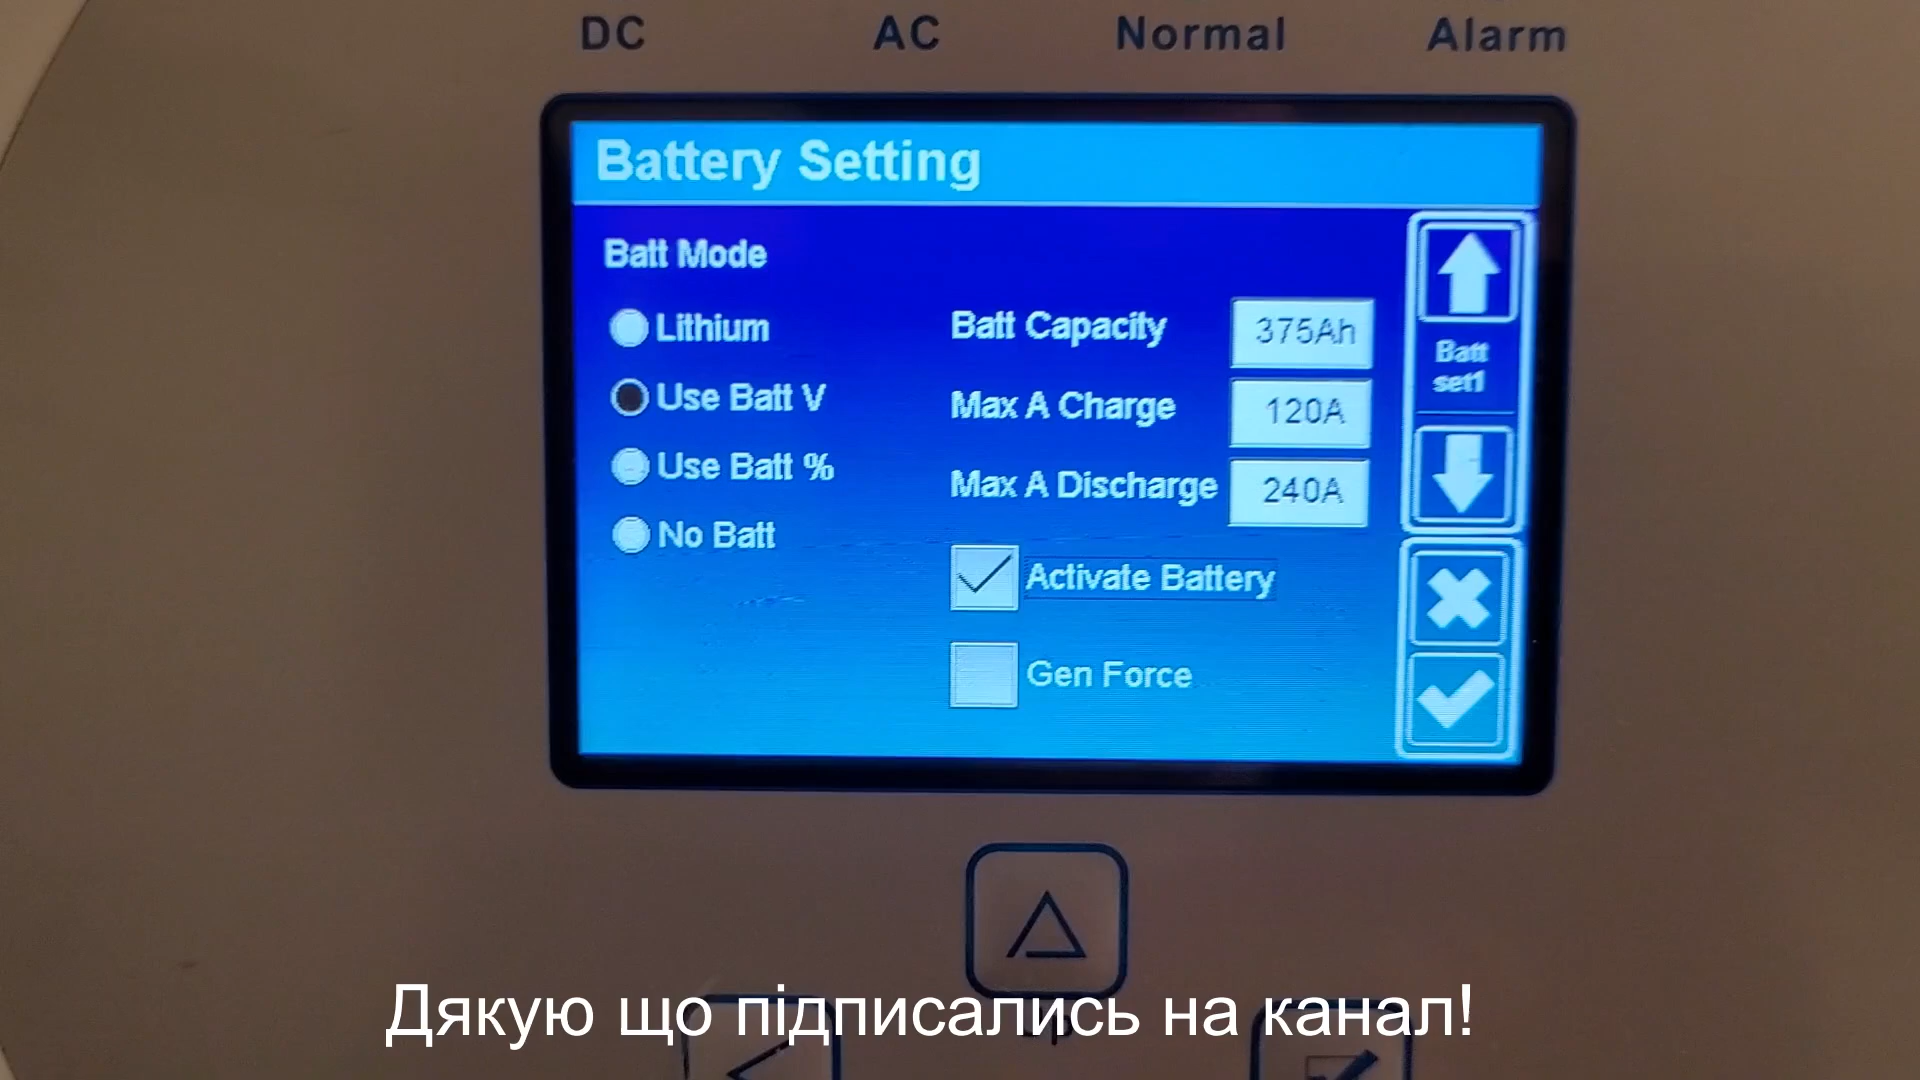 DC AC Normal Alarm
Battery Setting
Batt Mode
Lithium
Use Batt V
Use Batt %
No Batt
Batt Capacity 375Ah
Max A Charge 120A
Max A Discharge 240A
Activate Battery
Gen Force
Batt
set1
Дякую що підписались на канал!